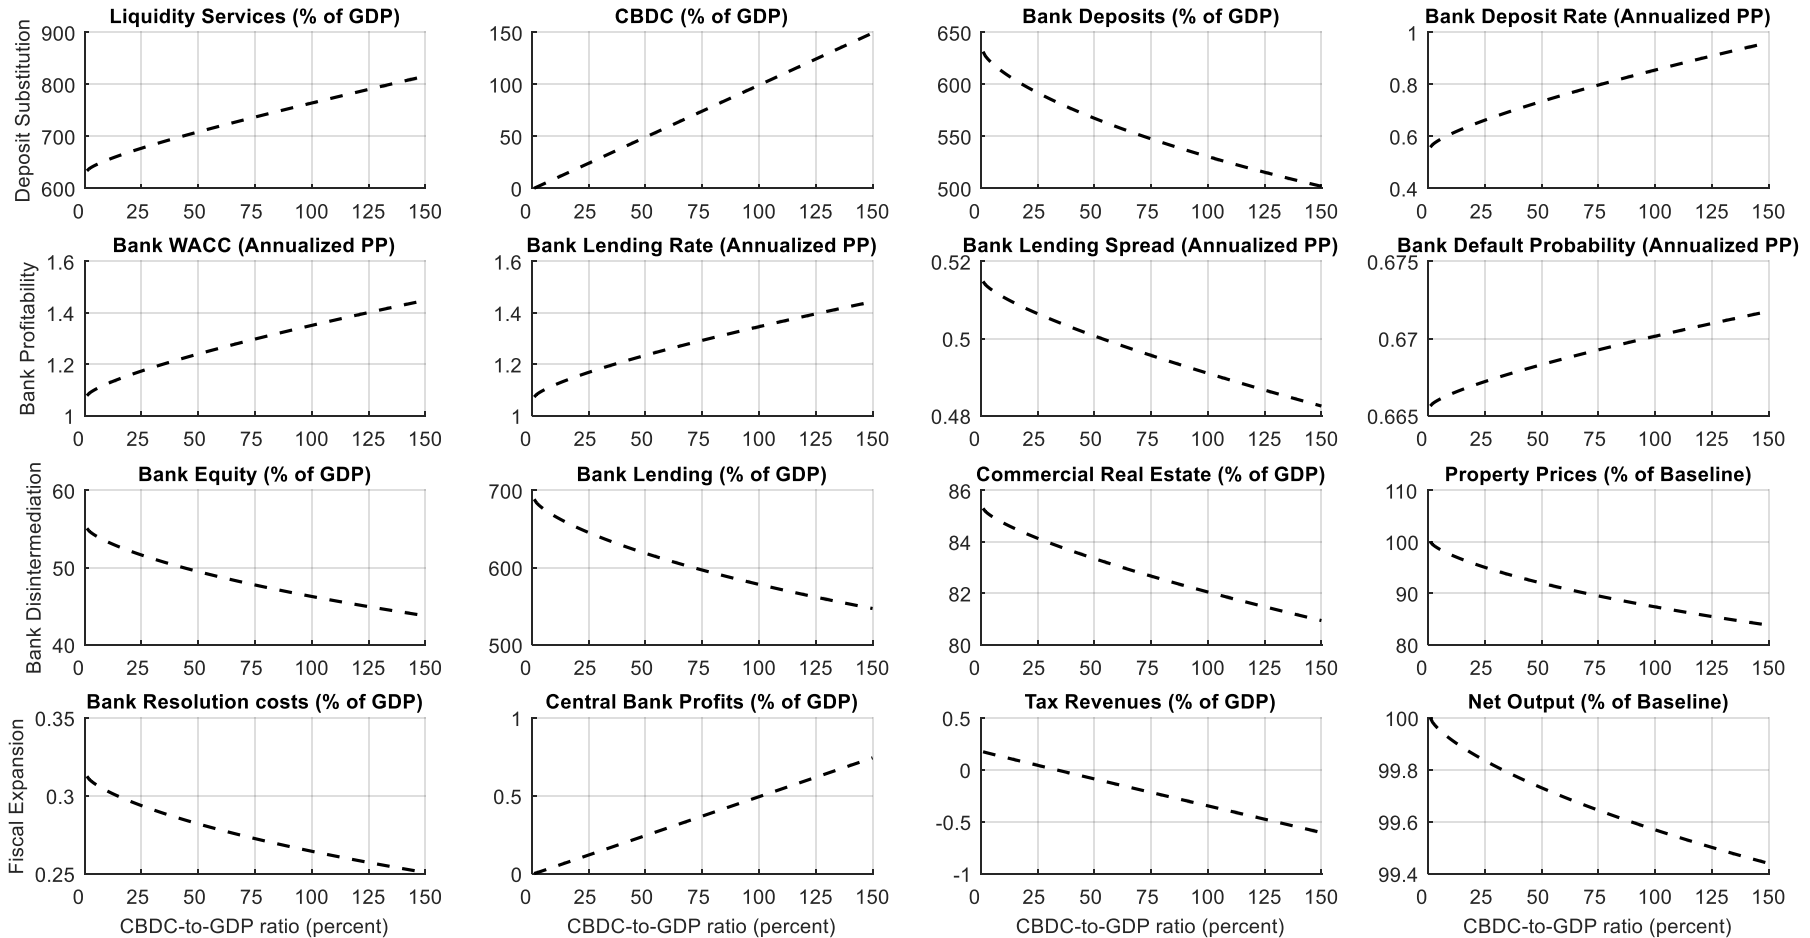 Liquidity Services (% of GDP)
CBDC (% of GDP)
Bank Deposits (% of GDP)
Bank Deposit Rate (Annualized PP)
Deposit Substitution
900
800
700
600
0 25 50 75 100 125 150
150
100
50
0
0 25 50 75 100 125 150
650
600
550
500
0 25 50 75 100 125 150
1
0.8
0.6
0.4
0 25 50 75 100 125 150
Bank WACC (Annualized PP)
Bank Lending Rate (Annualized PP)
Bank Lending Spread (Annualized PP)
Bank Default Probability (Annualized PP)
Bank Profitability
1.6
1.4
1.2
1
0 25 50 75 100 125 150
1.6
1.4
1.2
1
0 25 50 75 100 125 150
0.52
0.5
0.48
0 25 50 75 100 125 150
0.675
0.67
0.665
0 25 50 75 100 125 150
Bank Equity (% of GDP)
Bank Lending (% of GDP)
Commercial Real Estate (% of GDP)
Property Prices (% of Baseline)
Bank Disintermediation
60
50
40
0 25 50 75 100 125 150
700
600
500
0 25 50 75 100 125 150
86
84
82
80
0 25 50 75 100 125 150
110
100
90
80
0 25 50 75 100 125 150
Bank Resolution costs (% of GDP)
Central Bank Profits (% of GDP)
Tax Revenues (% of GDP)
Net Output (% of Baseline)
Fiscal Expansion
0.35
0.3
0.25
0 25 50 75 100 125 150
1
0.5
0
0 25 50 75 100 125 150
0.5
0
-0.5
-1
0 25 50 75 100 125 150
100
99.8
99.6
99.4
0 25 50 75 100 125 150
CBDC-to-GDP ratio (percent)
CBDC-to-GDP ratio (percent)
CBDC-to-GDP ratio (percent)
CBDC-to-GDP ratio (percent)